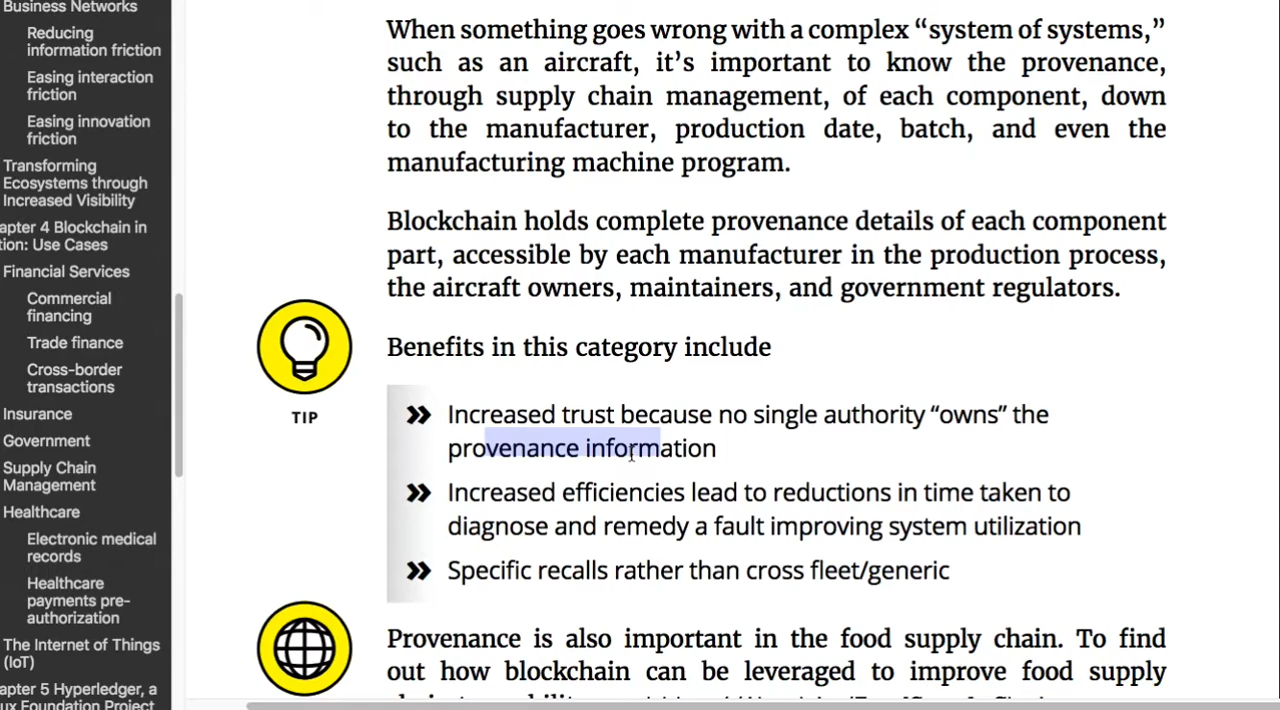 Business Networks
Reducing
information friction
Easing interaction
friction
Easing innovation
friction
Transforming
Ecosystems through
Increased Visibility
apter 4 Blockchain in
tion: Use Cases
Financial Services
Commercial
financing
Trade finance
Cross-border
transactions
Insurance
Government
Supply Chain
Management
Healthcare
Electronic medical
records
Healthcare
payments pre-
authorization
The Internet of Things
(IoT)
apter 5 Hyperledger, a
ux Foundation Project
When something goes wrong with a complex “system of systems,”
such as an aircraft, it’s important to know the provenance,
through supply chain management, of each component, down
to the manufacturer, production date, batch, and even the
manufacturing machine program.
Blockchain holds complete provenance details of each component
part, accessible by each manufacturer in the production process,
the aircraft owners, maintainers, and government regulators.
TIP
Benefits in this category include
» Increased trust because no single authority “owns” the
provenance information
» Increased efficiencies lead to reductions in time taken to
diagnose and remedy a fault improving system utilization
» Specific recalls rather than cross fleet/generic
Provenance is also important in the food supply chain. To find
out how blockchain can be leveraged to improve food supply